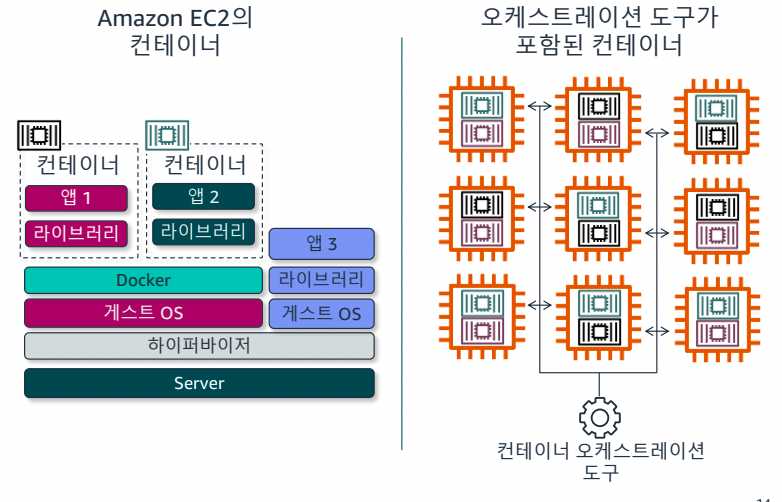 Amazon EC2의
컨테이너
오케스트레이션 도구가
포함된 컨테이너
컨테이너
컨테이너
앱 1
앱 2
라이브러리
라이브러리
앱 3
Docker
라이브러리
게스트 OS
게스트 OS
하이퍼바이저
Server
컨테이너 오케스트레이션
도구